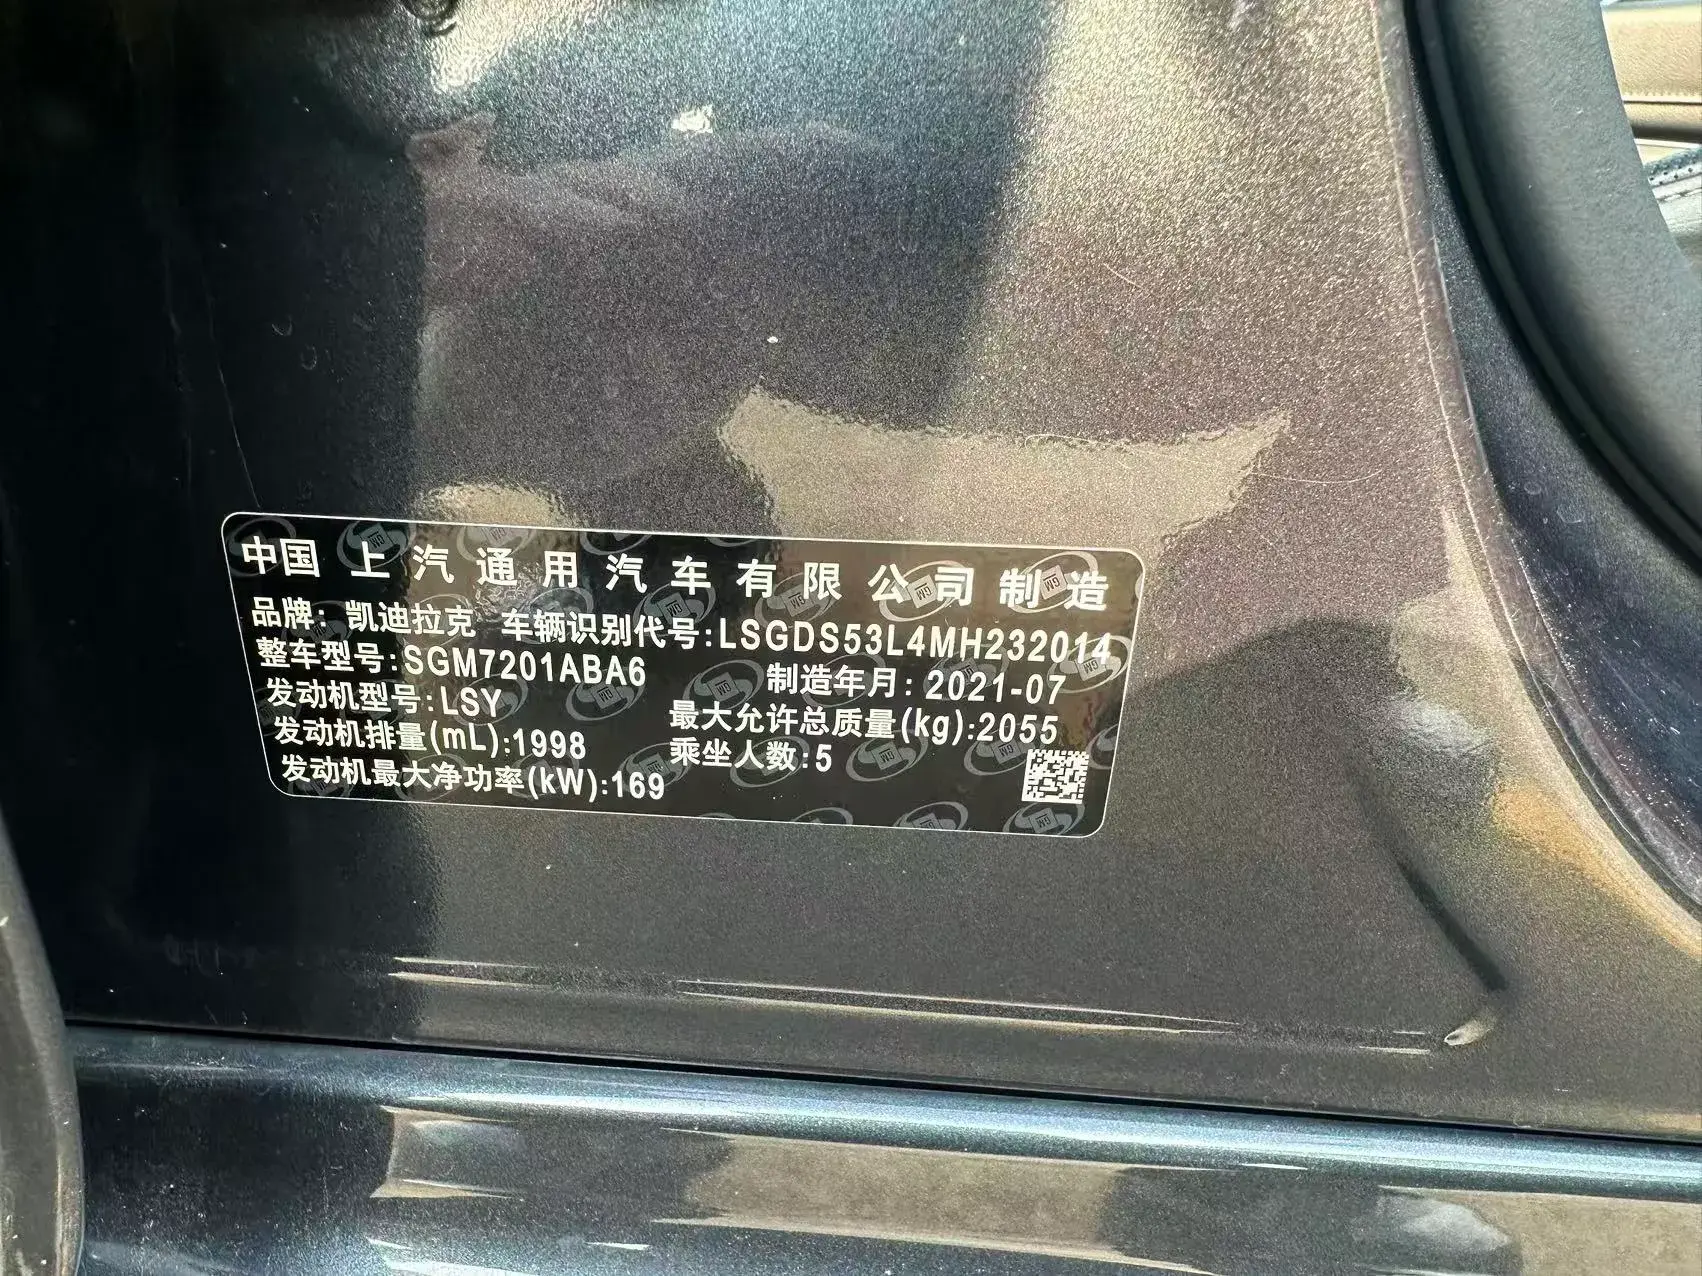 中国 上汽通用汽车有限公司制造
品牌: 凯迪拉克 车辆识别代号:LSGDS53L4MH232014
整车型号:SGM7201ABA6 制造年月: 2021-07
发动机型号:LSY 最大允许总质量(kg):2055
发动机排量(mL):1998 乘坐人数:5
发动机最大净功率(kW):169